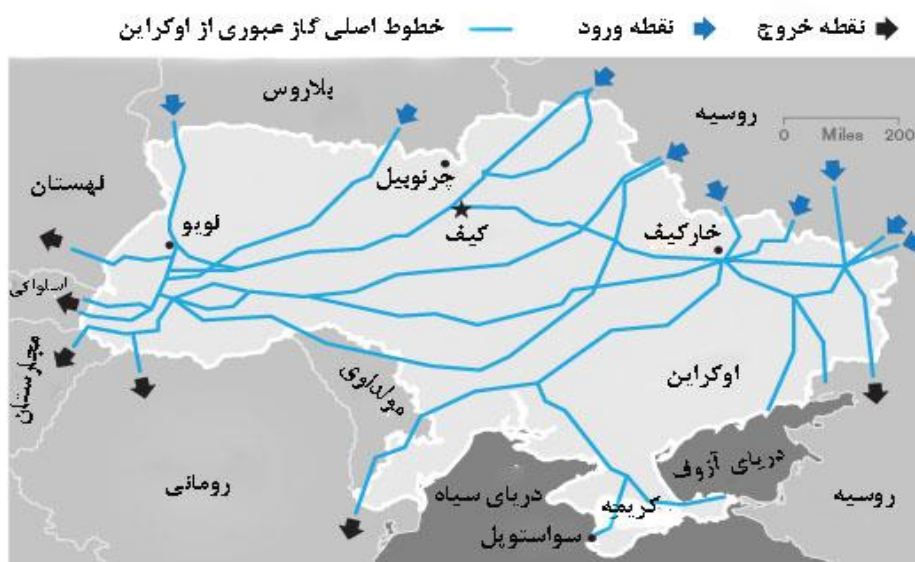 نقطه خروج
نقطه ورود
خطوط اصلی گاز عبوری از اوکراین
بلاروس
روسیه
0 Miles 200
لهستان
چرنوبیل
لویو
کیف
خارکیف
اسلواکی
مجارستان
مولداوی
اوکراین
رومانی
دریای سیاه
دریای آزوف
روسیه
کریمه
سواستوپل